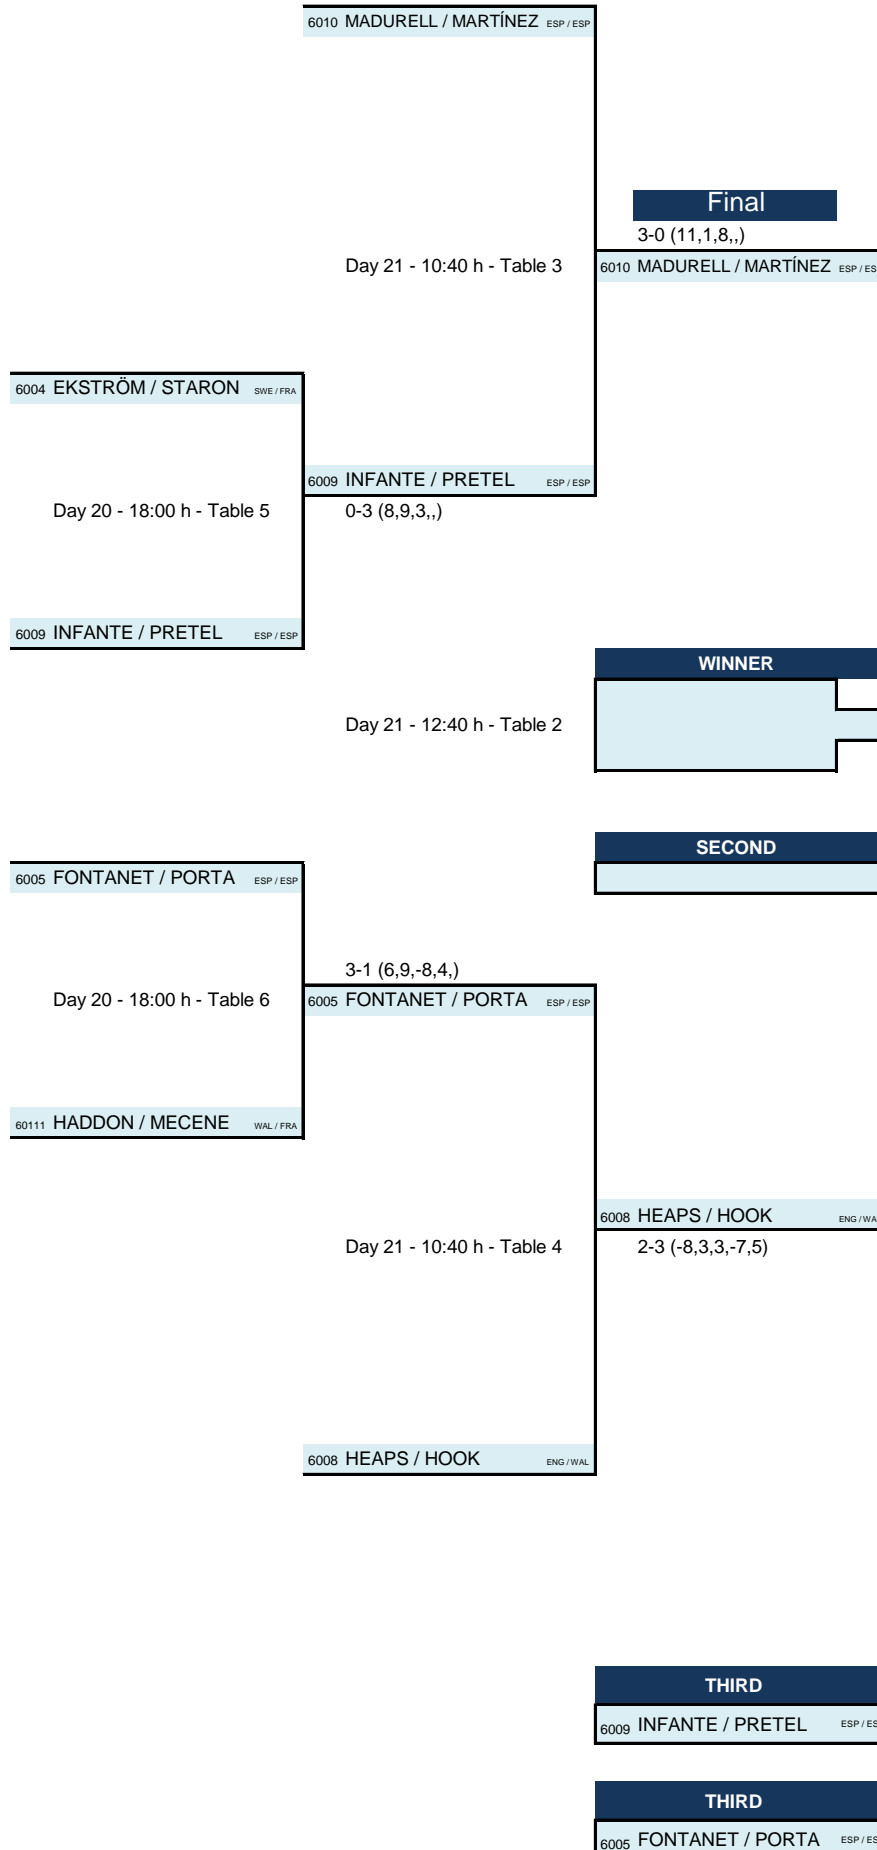 6010 MADURELL / MARTÍNEZ ESP / ESP
Final
3-0 (11,1,8,,)
Day 21 - 10:40 h - Table 3
6010 MADURELL / MARTÍNEZ ESP / ES
6004 EKSTRÖM / STARON SWE / FRA
6009 INFANTE / PRETEL ESP / ESP
Day 20 - 18:00 h - Table 5
0-3 (8,9,3,,)
6009 INFANTE / PRETEL ESP / ESP
WINNER
Day 21 - 12:40 h - Table 2
SECOND
6005 FONTANET / PORTA ESP / ESP
3-1 (6,9,-8,4,)
Day 20 - 18:00 h - Table 6
6005 FONTANET / PORTA ESP / ESP
60111 HADDON / MECENE WAL / FRA
6008 HEAPS / HOOK ENG / WA
Day 21 - 10:40 h - Table 4
2-3 (-8,3,3,-7,5)
6008 HEAPS / HOOK ENG / WAL
THIRD
6009 INFANTE / PRETEL ESP / ES
THIRD
6005 FONTANET / PORTA ESP / ES